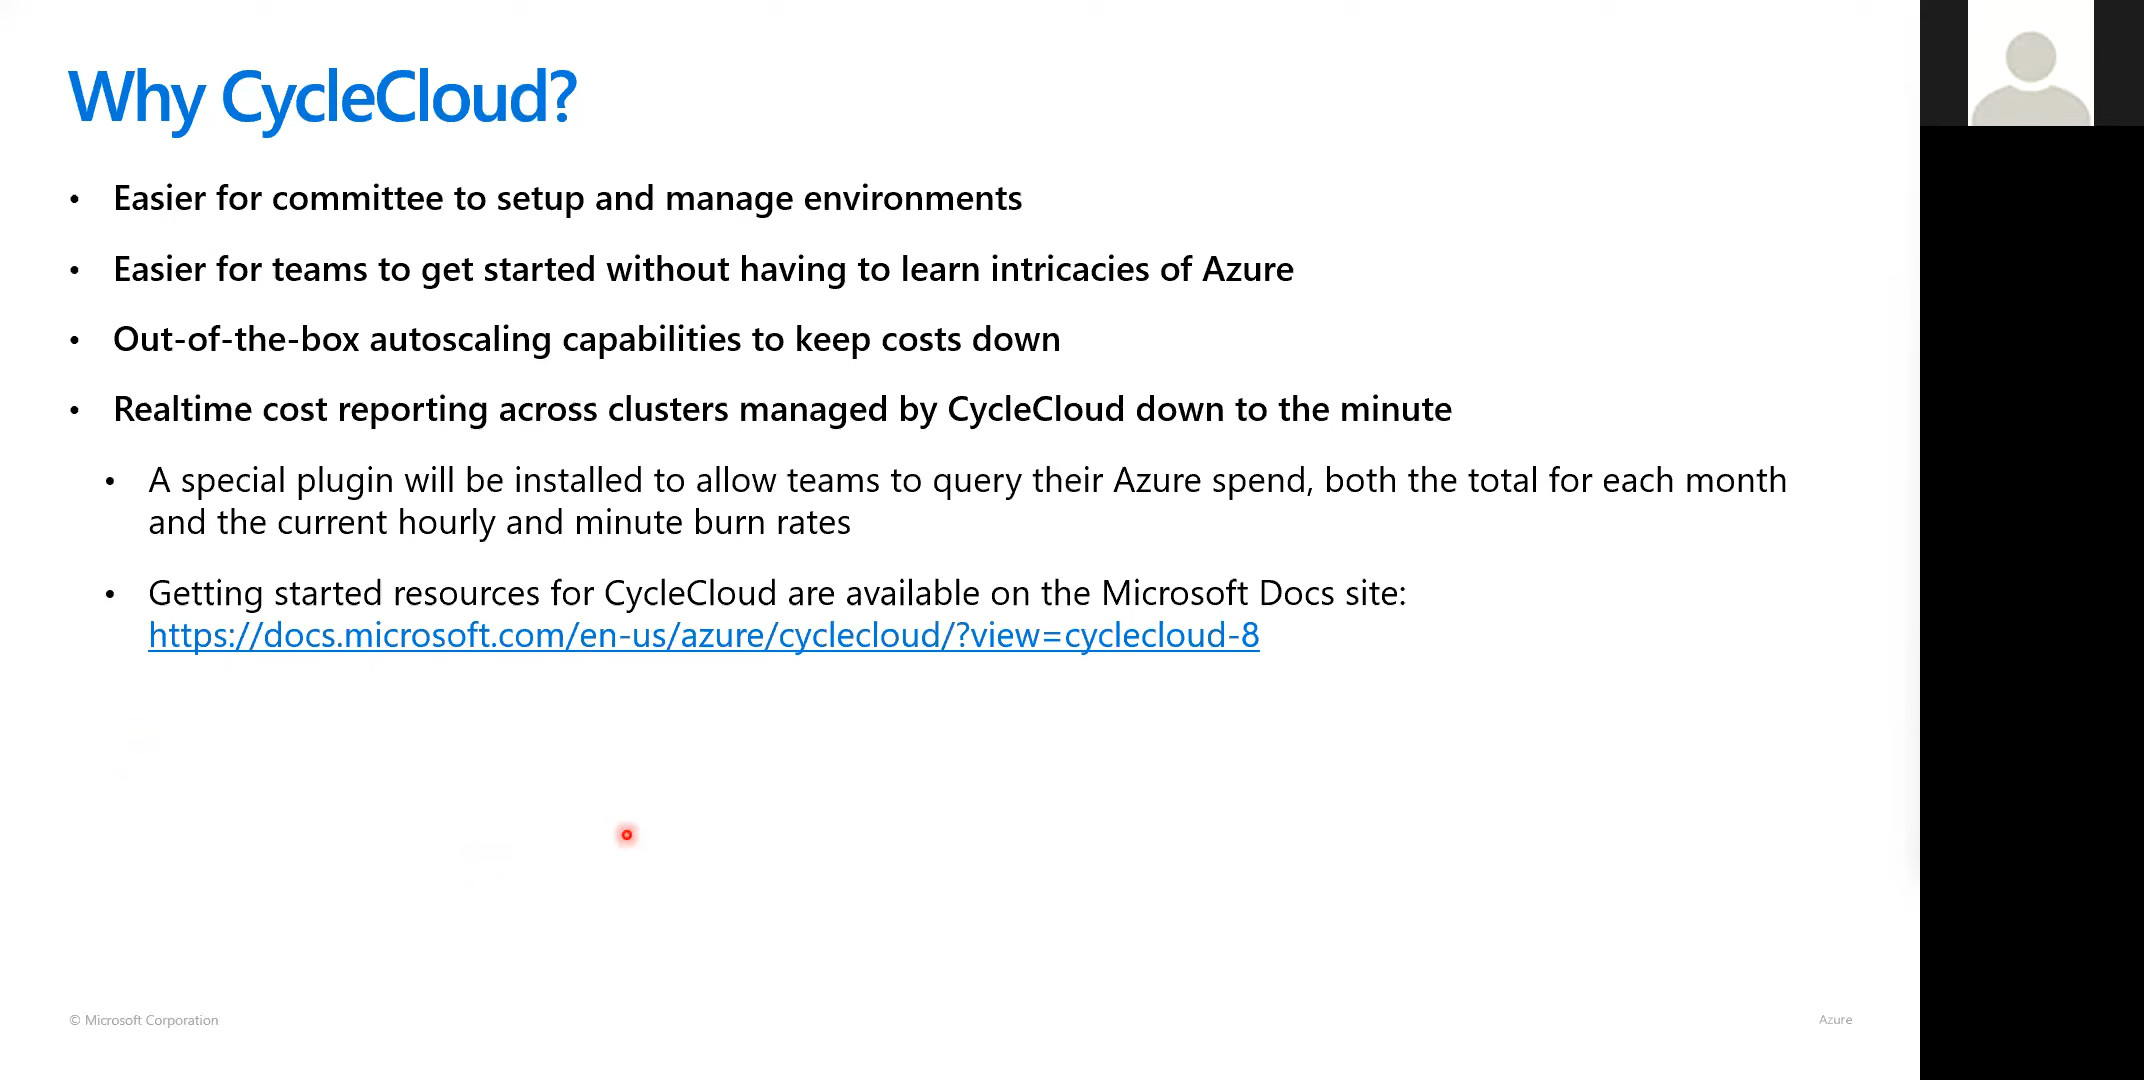 Why CycleCloud?
• Easier for committee to setup and manage environments
• Easier for teams to get started without having to learn intricacies of Azure
• Out-of-the-box autoscaling capabilities to keep costs down
• Realtime cost reporting across clusters managed by CycleCloud down to the minute
• A special plugin will be installed to allow teams to query their Azure spend, both the total for each month
and the current hourly and minute burn rates
• Getting started resources for CycleCloud are available on the Microsoft Docs site:
https://docs.microsoft.com/en-us/azure/cyclecloud/?view=cyclecloud-8
© Microsoft Corporation
Azure